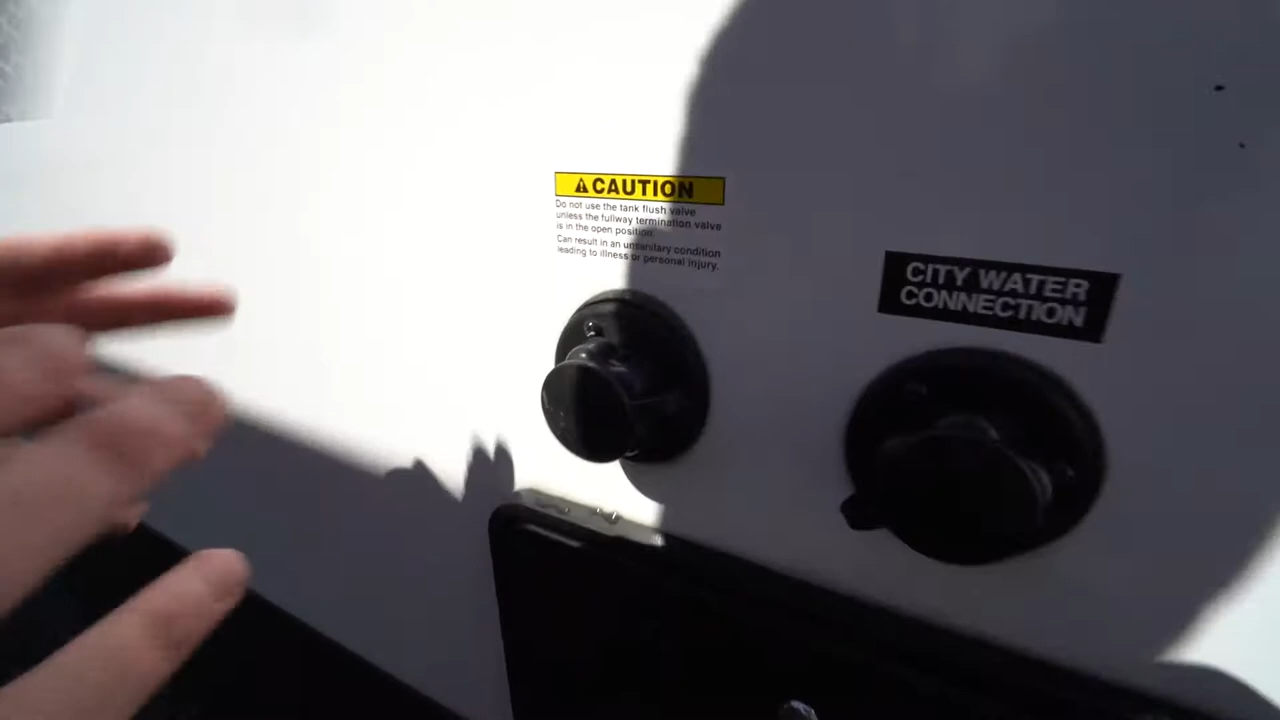 CAUTION
Do not use the tank flush valve
unless the fullway termination valve
is in the open position.
Can result in an unsanitary condition
leading to illness or personal injury.
CITY WATER
CONNECTION